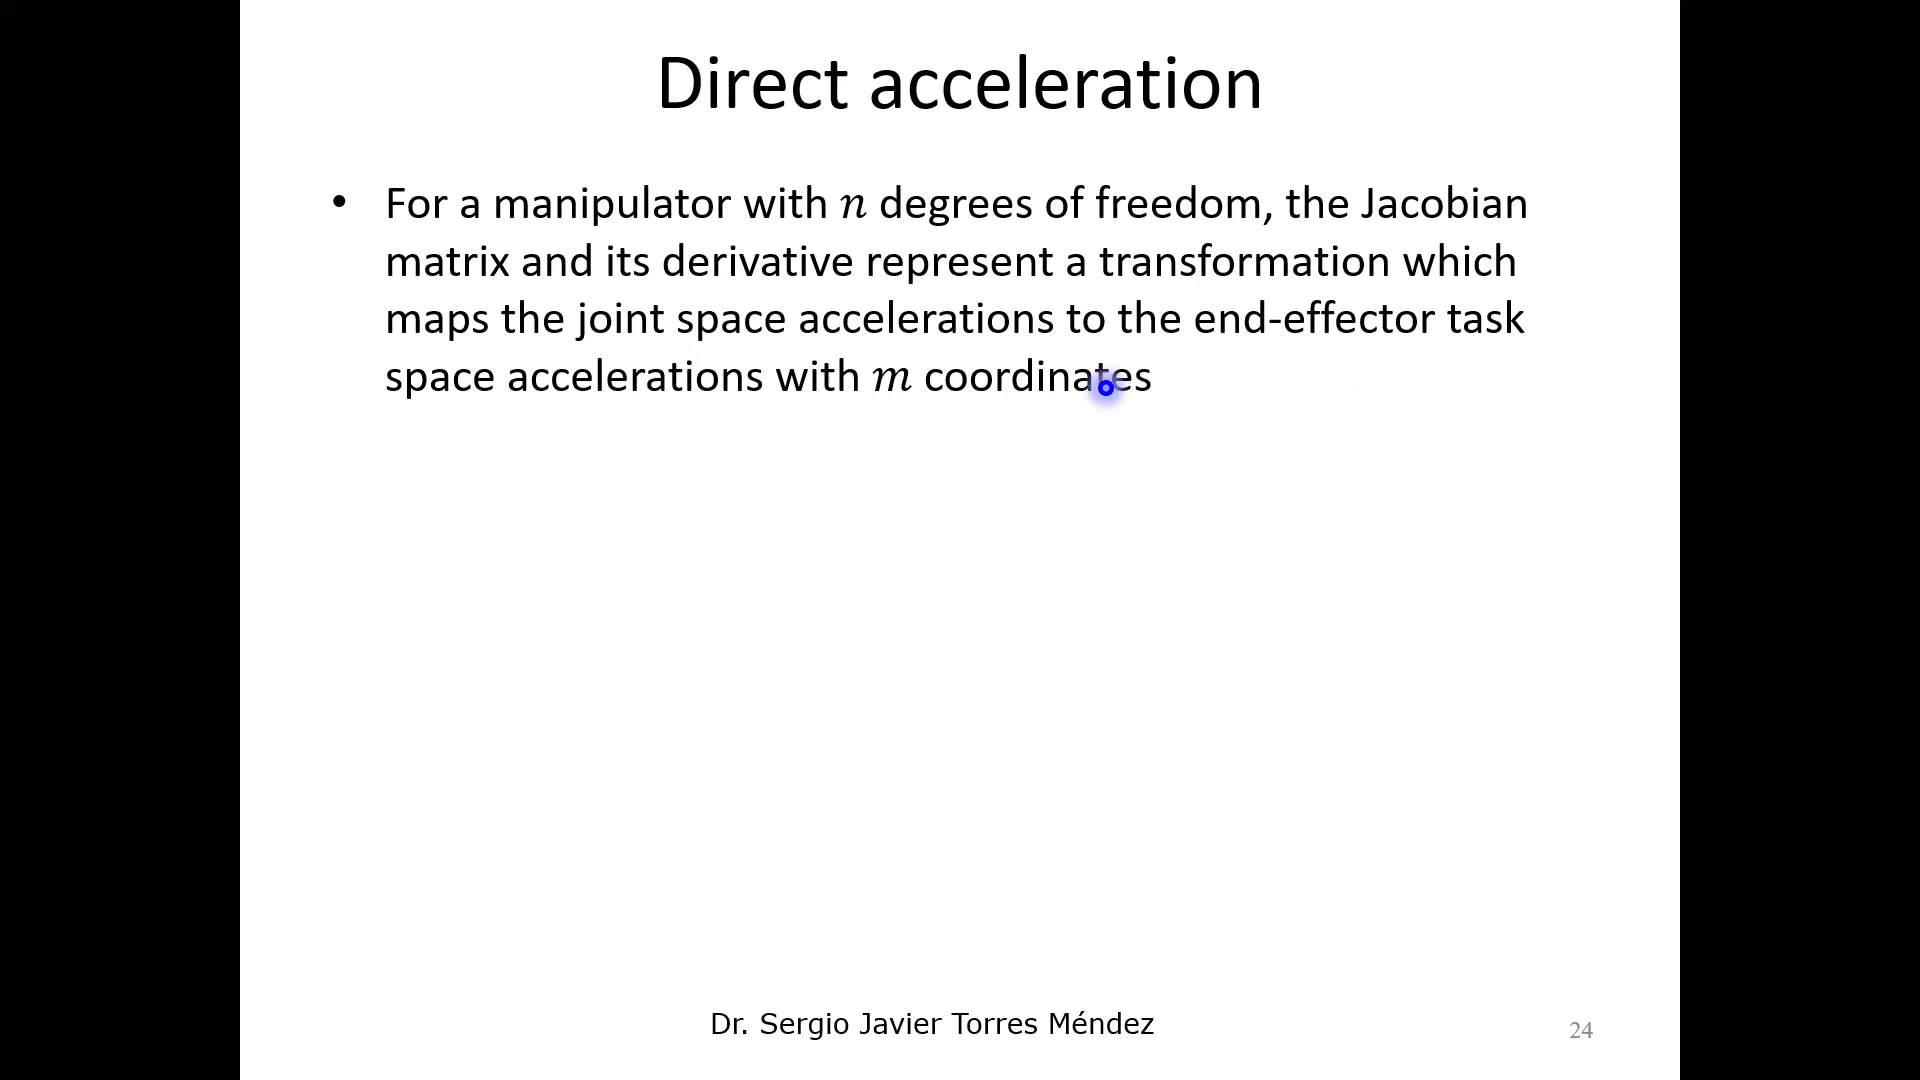 Direct acceleration
• For a manipulator with n degrees of freedom, the Jacobian
matrix and its derivative represent a transformation which
maps the joint space accelerations to the end-effector task
space accelerations with m coordinates
Dr. Sergio Javier Torres Méndez
24